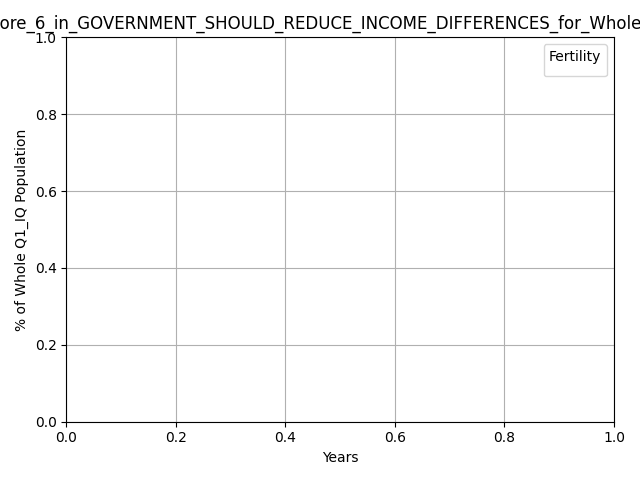 ore_6_in_GOVERNMENT_SHOULD_REDUCE_INCOME_DIFFERENCES_for_Whole
Fertility
1.0
0.8
0.6
0.4
0.2
0.0
% of Whole Q1_IQ Population
0.0 0.2 0.4 0.6 0.8 1.0
Years